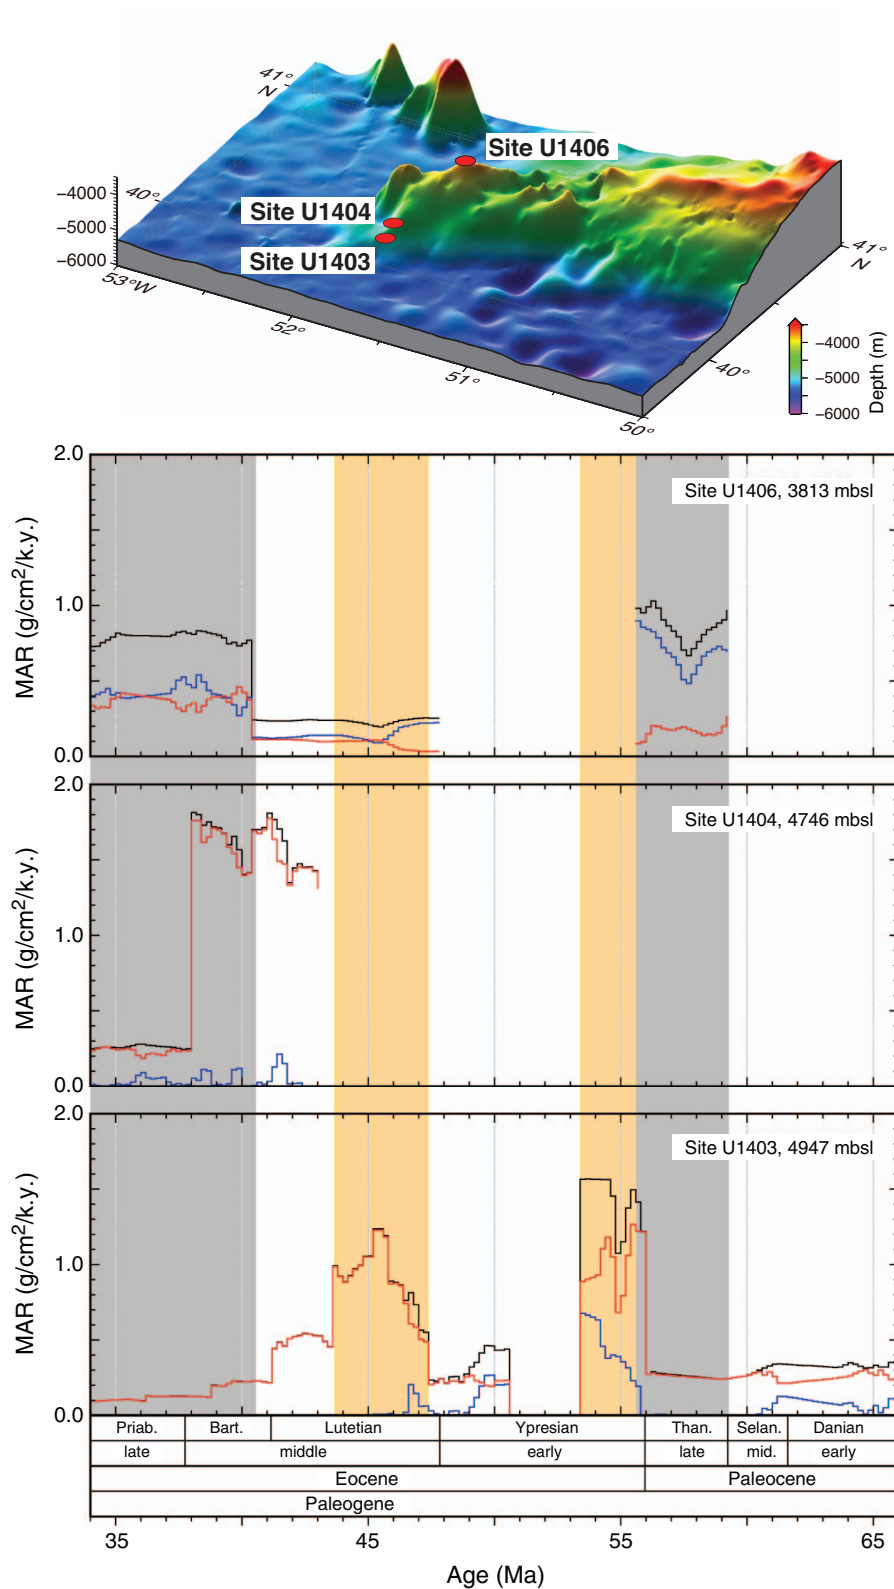 41°
N
Site U1406
−4000
−5000
−6000
40°
Site U1404
Site U1403
41°
N
53°W
52°
51°
50°
40°
−4000
−5000
−6000
Depth (m)
2.0
1.0
0.0
MAR (g/cm²/k.y.)
Site U1406, 3813 mbsl
2.0
1.0
0.0
MAR (g/cm²/k.y.)
Site U1404, 4746 mbsl
2.0
1.0
0.0
MAR (g/cm²/k.y.)
Site U1403, 4947 mbsl
Priab. Bart. Lutetian Ypresian Than. Selan. Danian
late middle early late mid. early
Eocene Paleocene
Paleogene
35 45 55 65
Age (Ma)